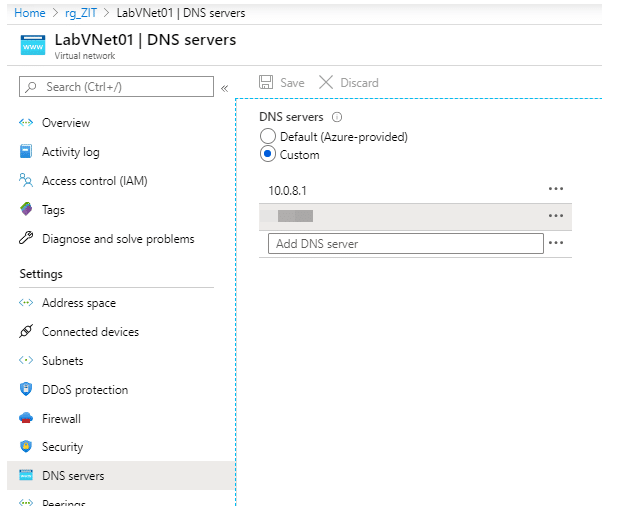 Home > rg_ZIT > LabVNet01 | DNS servers
LabVNet01 | DNS servers
www
Virtual network
Search (Ctrl+/)
«
Overview
Activity log
Access control (IAM)
Tags
Diagnose and solve problems
Settings
Address space
Connected devices
Subnets
DDoS protection
Firewall
Security
DNS servers
Peerings
Save
Discard
DNS servers
Default (Azure-provided)
Custom
10.0.8.1
Add DNS server